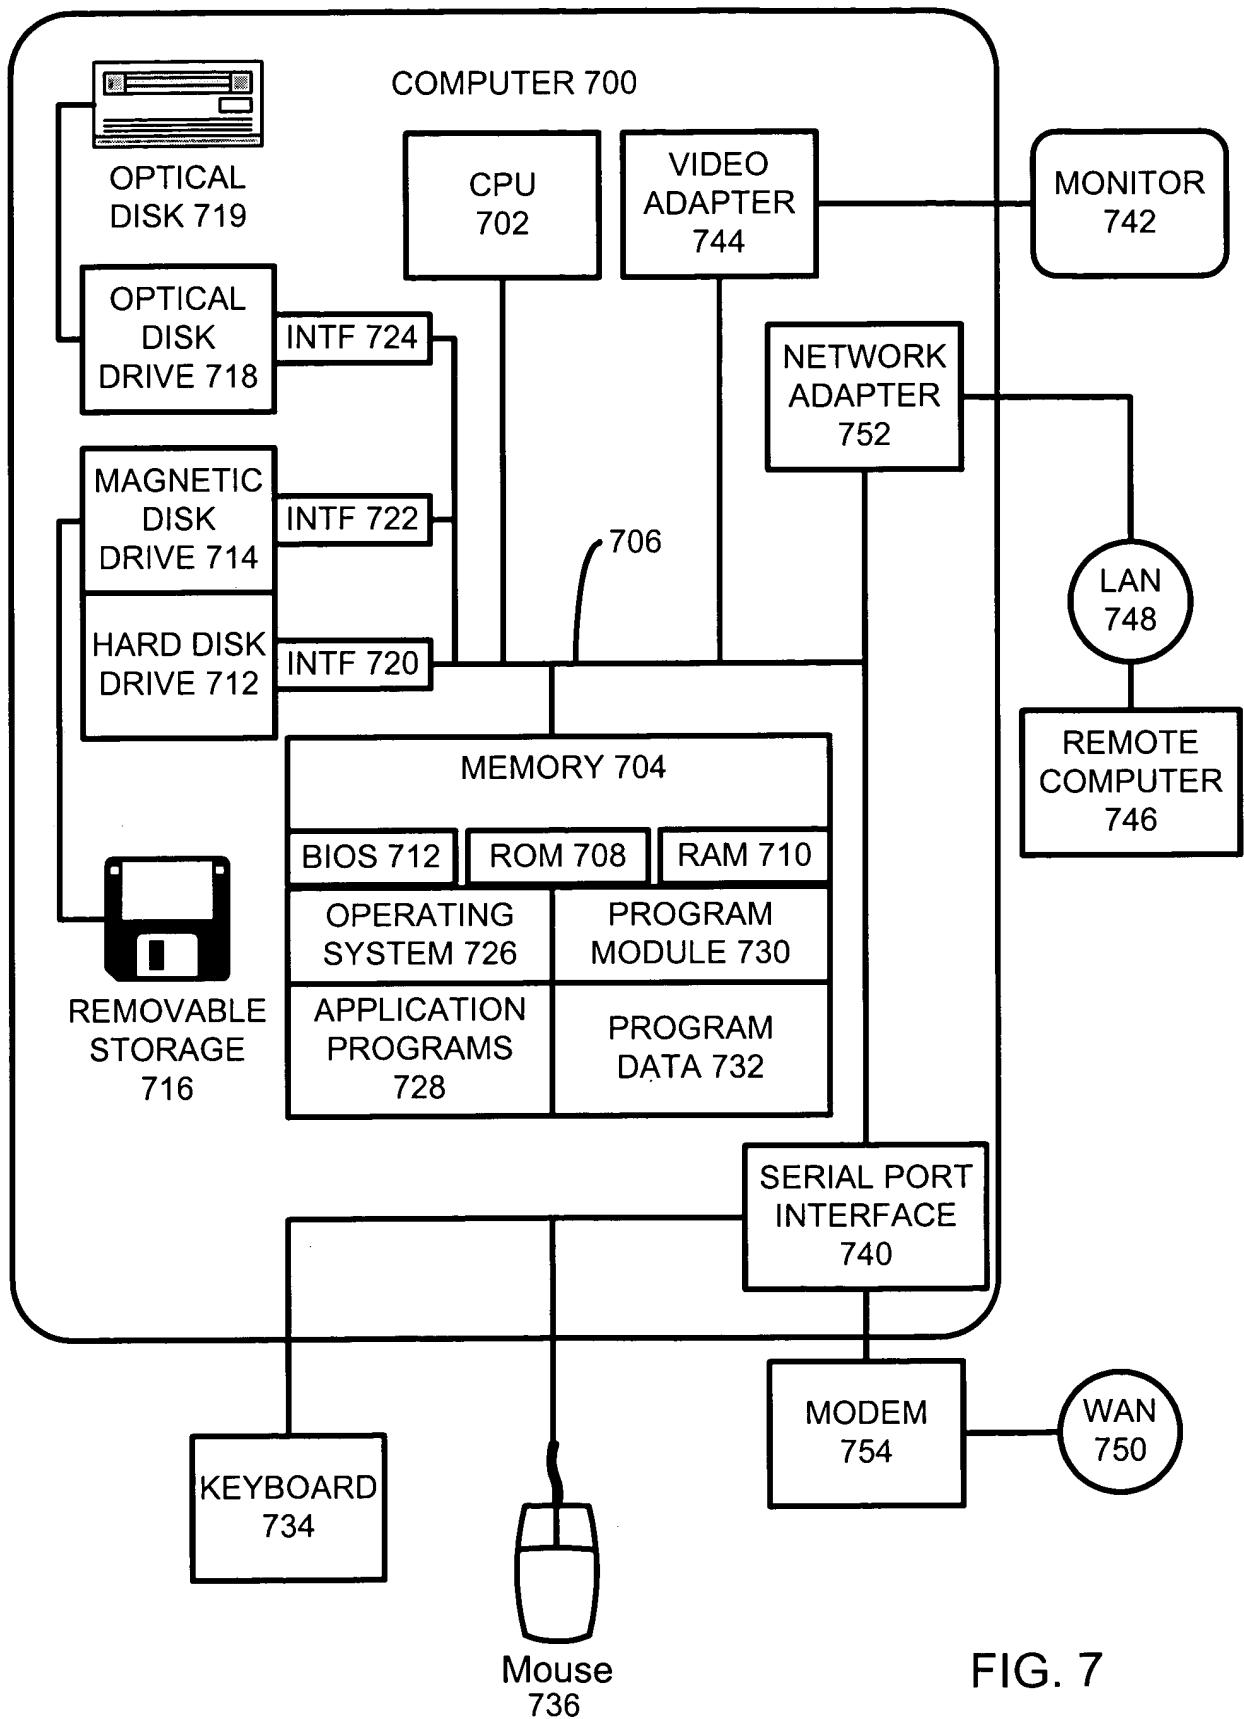 COMPUTER 700
OPTICAL
DISK 719
CPU
702
VIDEO
ADAPTER
744
MONITOR
742
OPTICAL
DISK
DRIVE 718
INTF 724
NETWORK
ADAPTER
752
MAGNETIC
DISK
DRIVE 714
INTF 722
706
LAN
748
HARD DISK
DRIVE 712
INTF 720
REMOTE
COMPUTER
746
MEMORY 704
BIOS 712
ROM 708
RAM 710
OPERATING
SYSTEM 726
PROGRAM
MODULE 730
APPLICATION
PROGRAMS
728
PROGRAM
DATA 732
REMOVABLE
STORAGE
716
SERIAL PORT
INTERFACE
740
MODEM
754
WAN
750
KEYBOARD
734
Mouse
736
FIG. 7